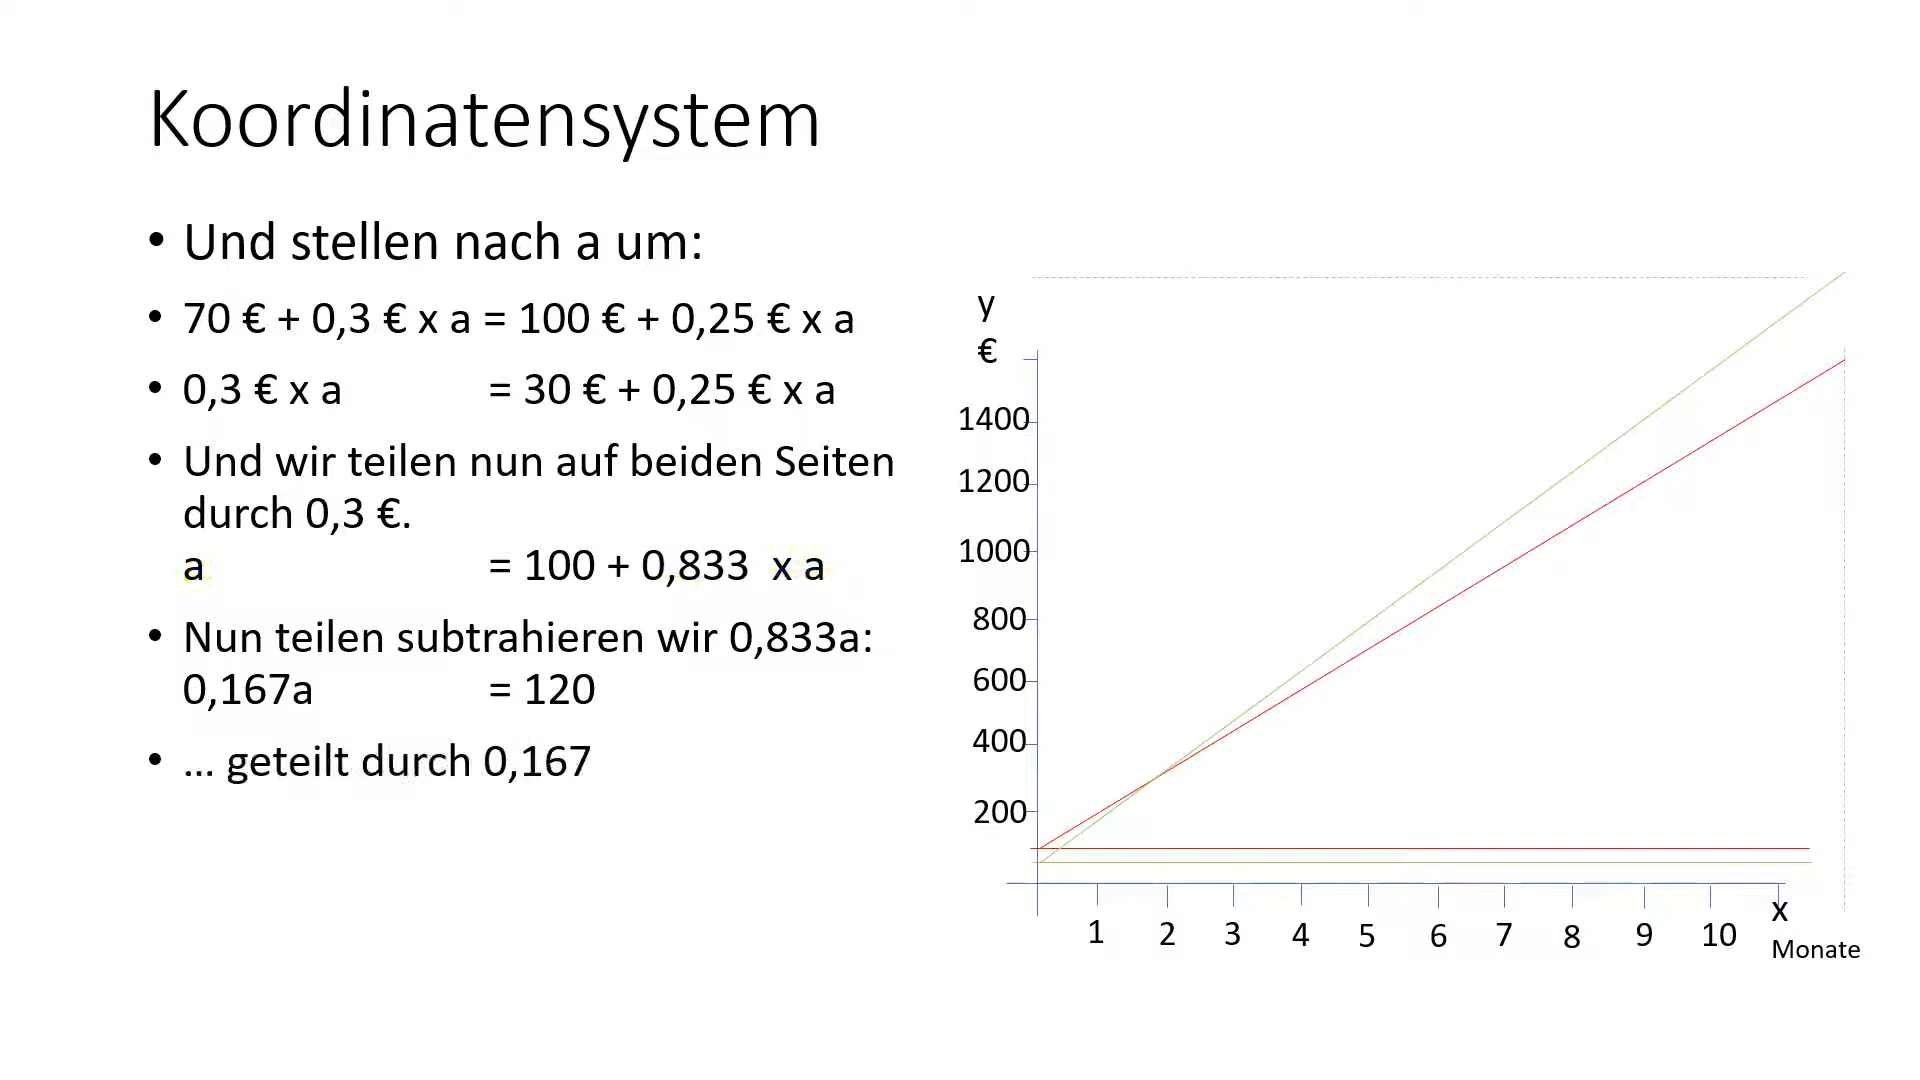 Koordinatensystem
• Und stellen nach a um:
• 70 € + 0,3 € x a = 100 € + 0,25 € x a
• 0,3 € x a = 30 € + 0,25 € x a
• Und wir teilen nun auf beiden Seiten
durch 0,3 €.
a = 100 + 0,833 x a
• Nun teilen subtrahieren wir 0,833a:
0,167a = 120
• … geteilt durch 0,167
y
€
1400
1200
1000
800
600
400
200
1 2 3 4 5 6 7 8 9 10
x
Monate